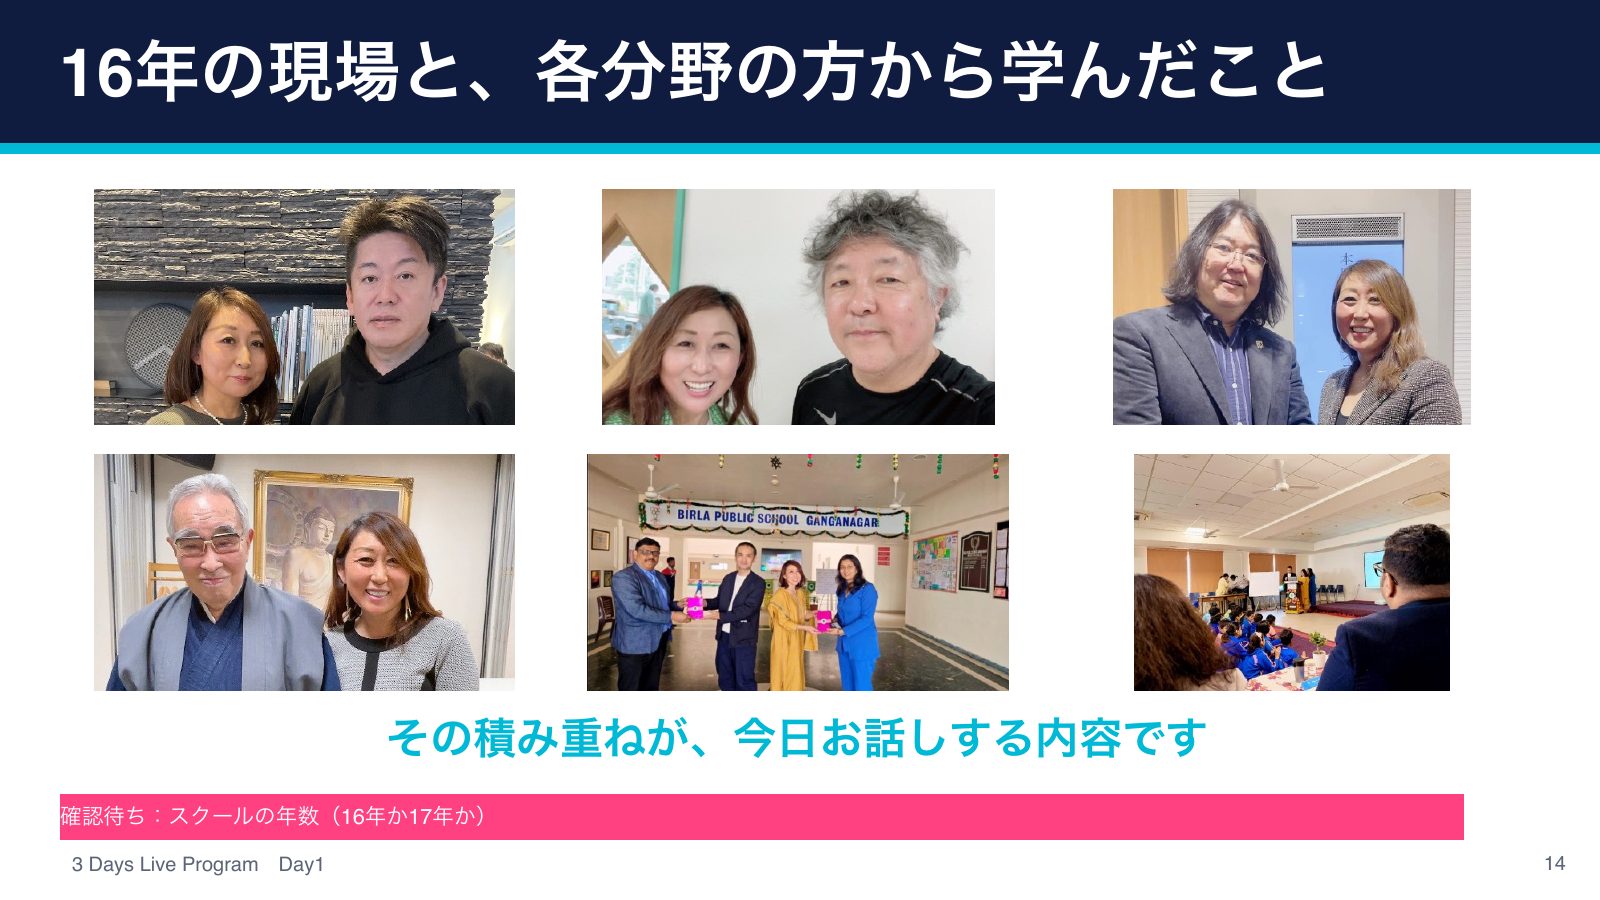 16年の現場と、各分野の方から学んだこと
本
BIRLA PUBLIC SCHOOL GANGANAGAR
その積み重ねが、今日お話しする内容です
確認待ち：スクールの年数（16年か17年か）
3 Days Live Program　Day1
14